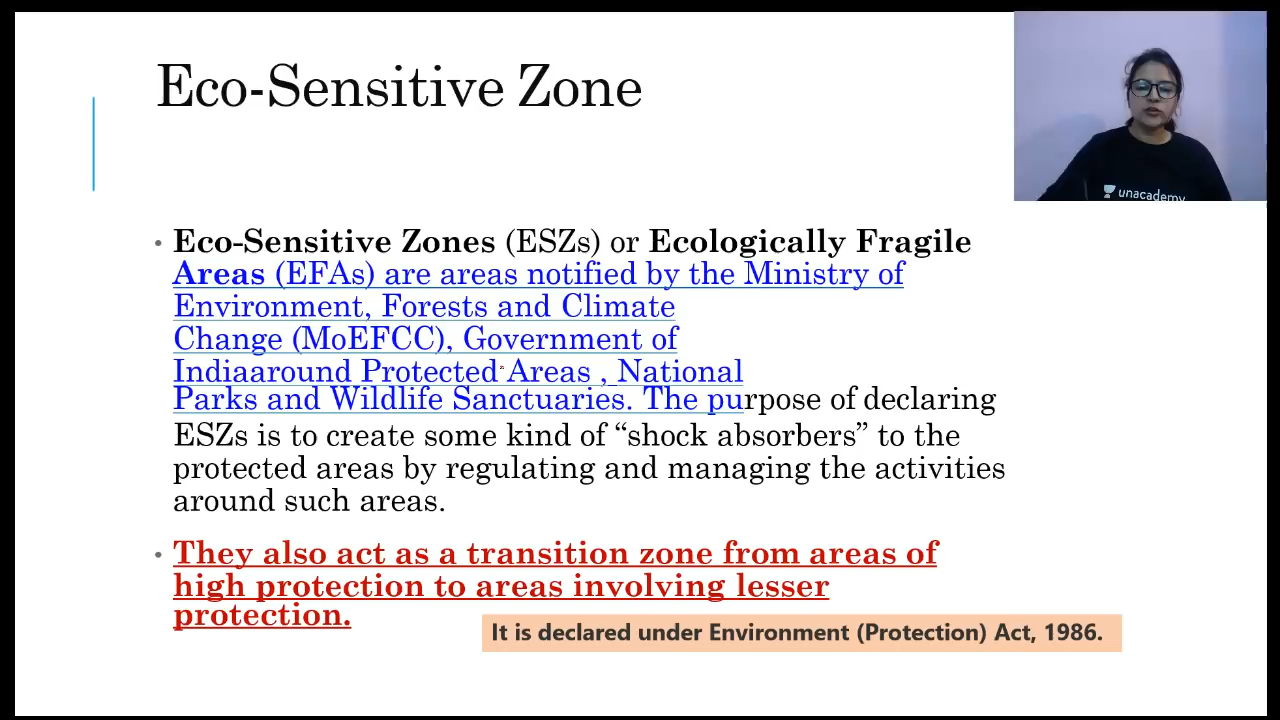 Eco-Sensitive Zone
unacademy
• Eco-Sensitive Zones (ESZs) or Ecologically Fragile
Areas (EFAs) are areas notified by the Ministry of
Environment, Forests and Climate
Change (MoEFCC), Government of
Indiaaround Protected Areas , National
Parks and Wildlife Sanctuaries. The purpose of declaring
ESZs is to create some kind of “shock absorbers” to the
protected areas by regulating and managing the activities
around such areas.
• They also act as a transition zone from areas of
high protection to areas involving lesser
protection.
It is declared under Environment (Protection) Act, 1986.